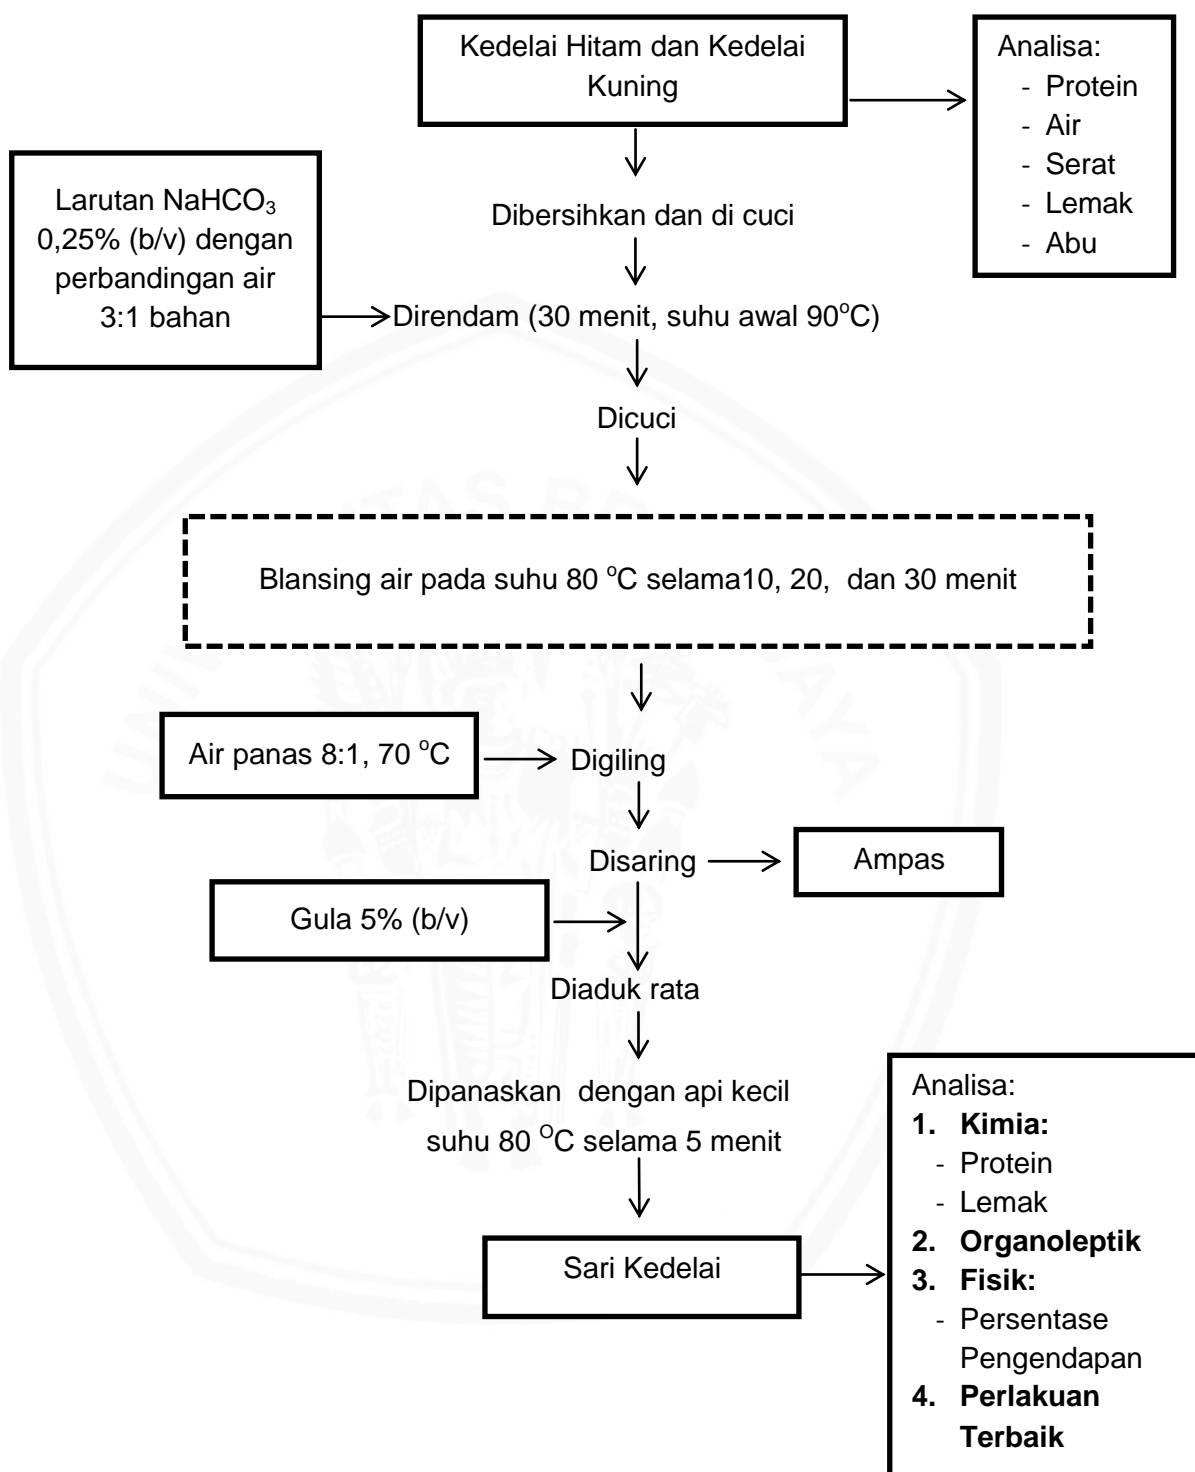 Kedelai Hitam dan Kedelai
Kuning
Analisa:
- Protein
- Air
- Serat
- Lemak
- Abu
Larutan NaHCO₃
0,25% (b/v) dengan
perbandingan air
3:1 bahan
Dibersihkan dan di cuci
Direndam (30 menit, suhu awal 90°C)
Dicuci
Blansing air pada suhu 80 °C selama10, 20,  dan 30 menit
Air panas 8:1, 70 °C
Digiling
Disaring
Ampas
Gula 5% (b/v)
Diaduk rata
Dipanaskan  dengan api kecil
suhu 80 °C selama 5 menit
Sari Kedelai
Analisa:
1. Kimia:
- Protein
- Lemak
2. Organoleptik
3. Fisik:
- Persentase
Pengendapan
4. Perlakuan
Terbaik